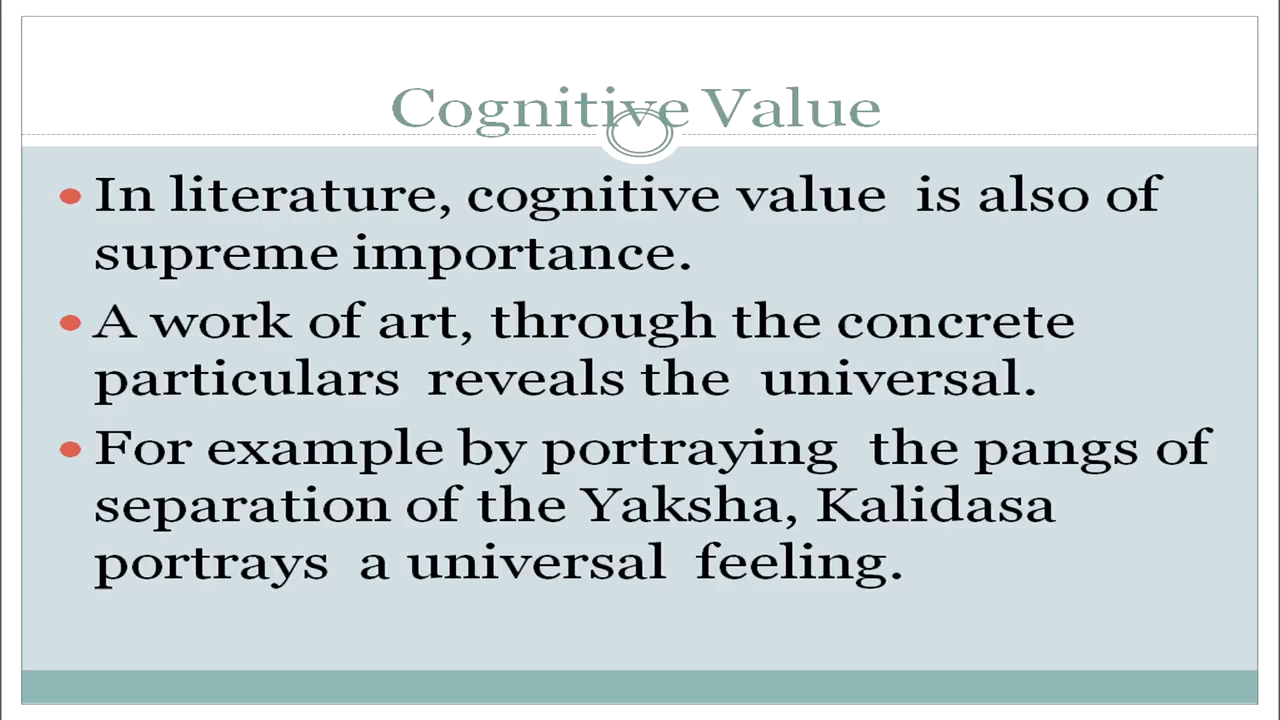 Cognitive Value
• In literature, cognitive value is also of
supreme importance.
• A work of art, through the concrete
particulars reveals the universal.
• For example by portraying the pangs of
separation of the Yaksha, Kalidasa
portrays a universal feeling.